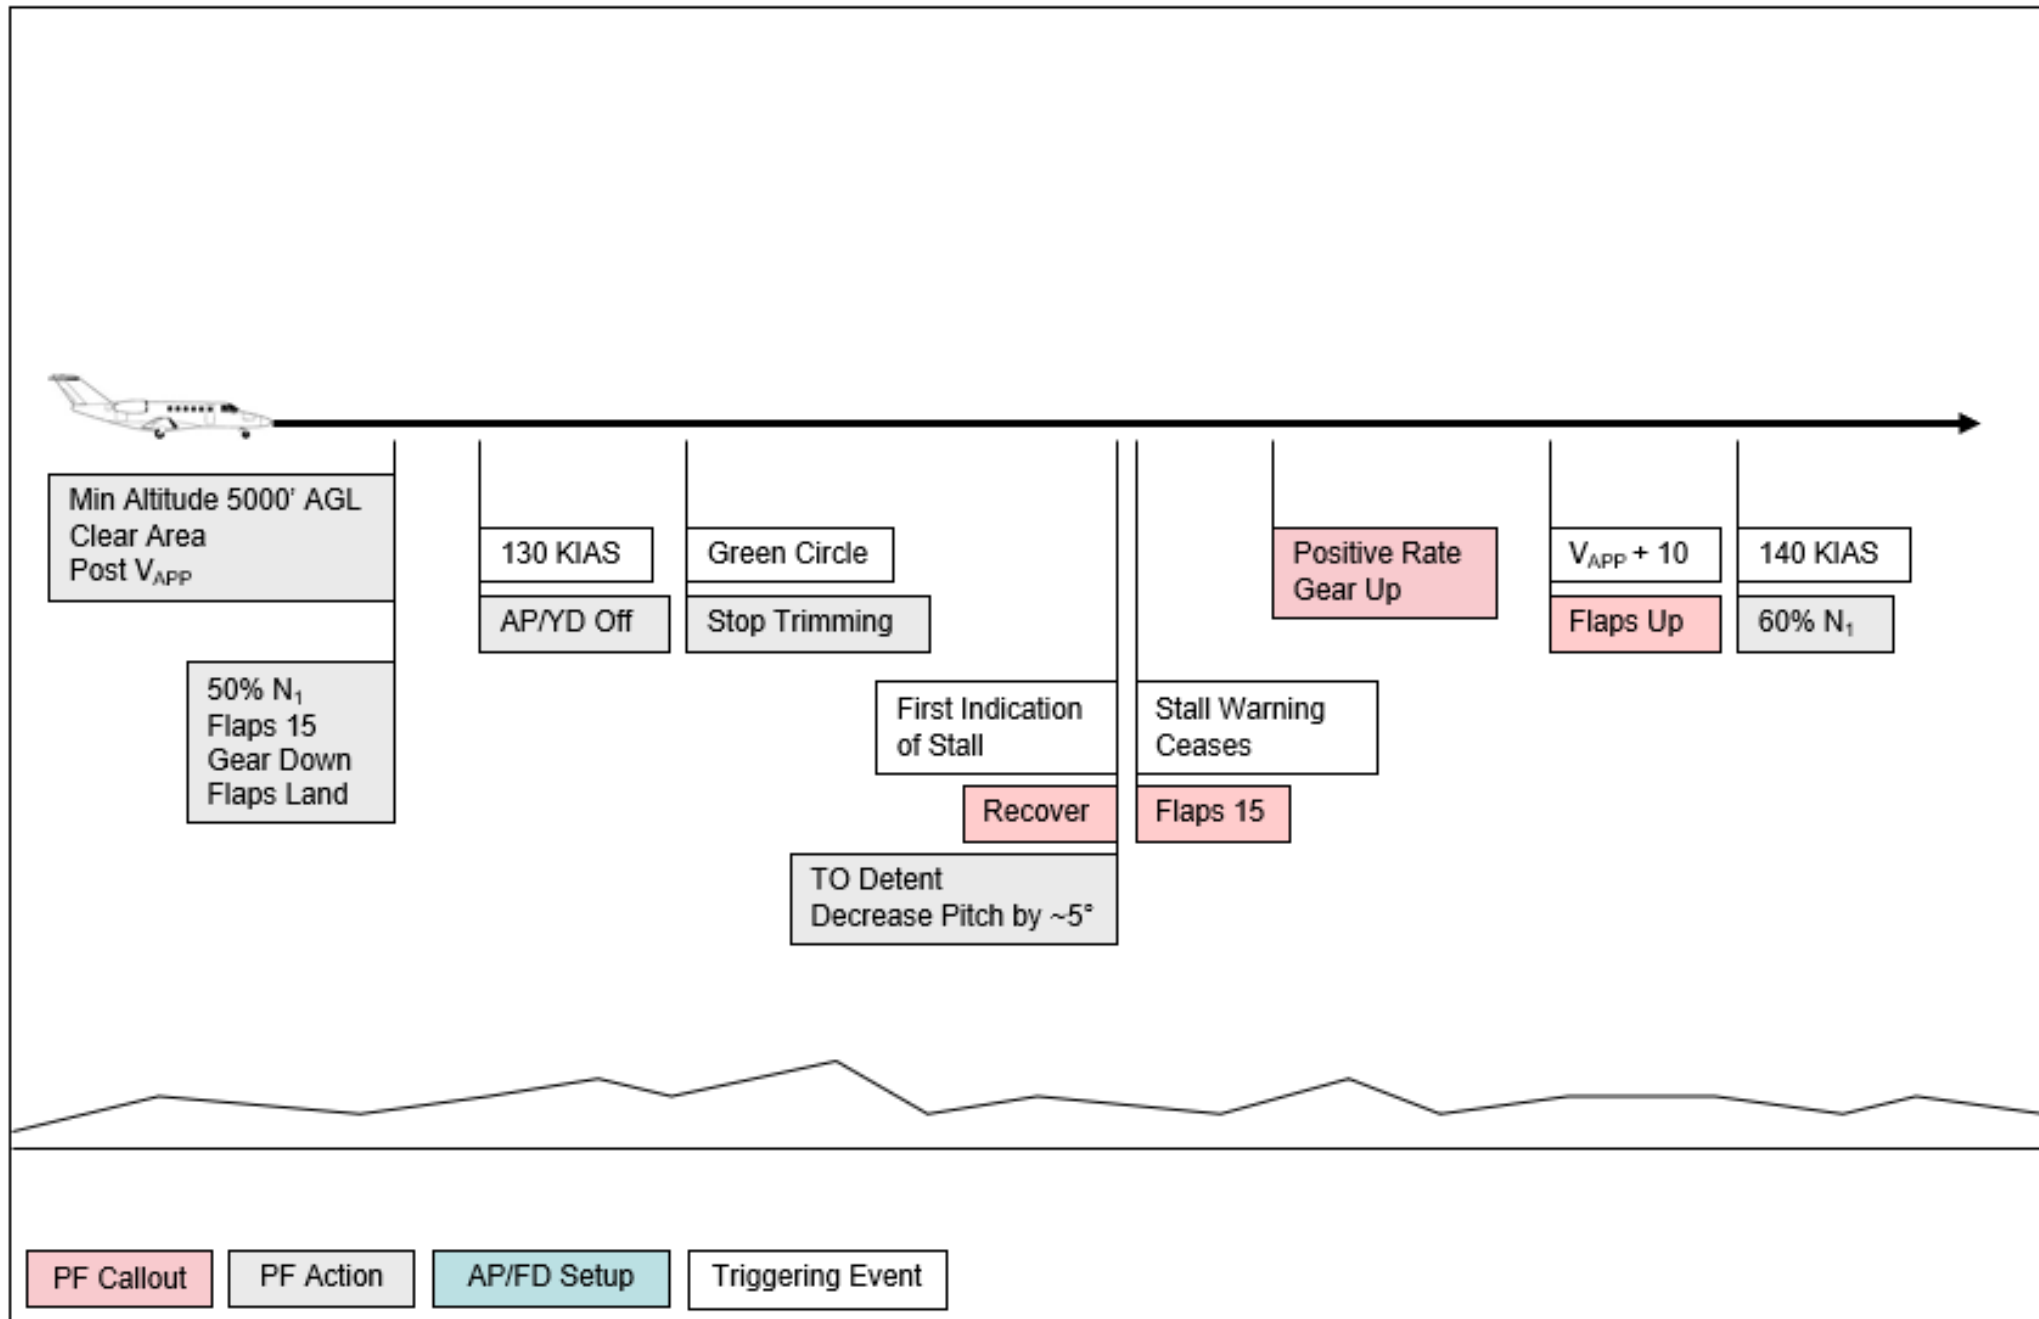 Min Altitude 5000' AGL
Clear Area
Post VAPP
50% N1
Flaps 15
Gear Down
Flaps Land
130 KIAS
AP/YD Off
Green Circle
Stop Trimming
First Indication
of Stall
Recover
TO Detent
Decrease Pitch by ~5°
Stall Warning
Ceases
Flaps 15
Positive Rate
Gear Up
VAPP + 10
Flaps Up
140 KIAS
60% N1
PF Callout
PF Action
AP/FD Setup
Triggering Event